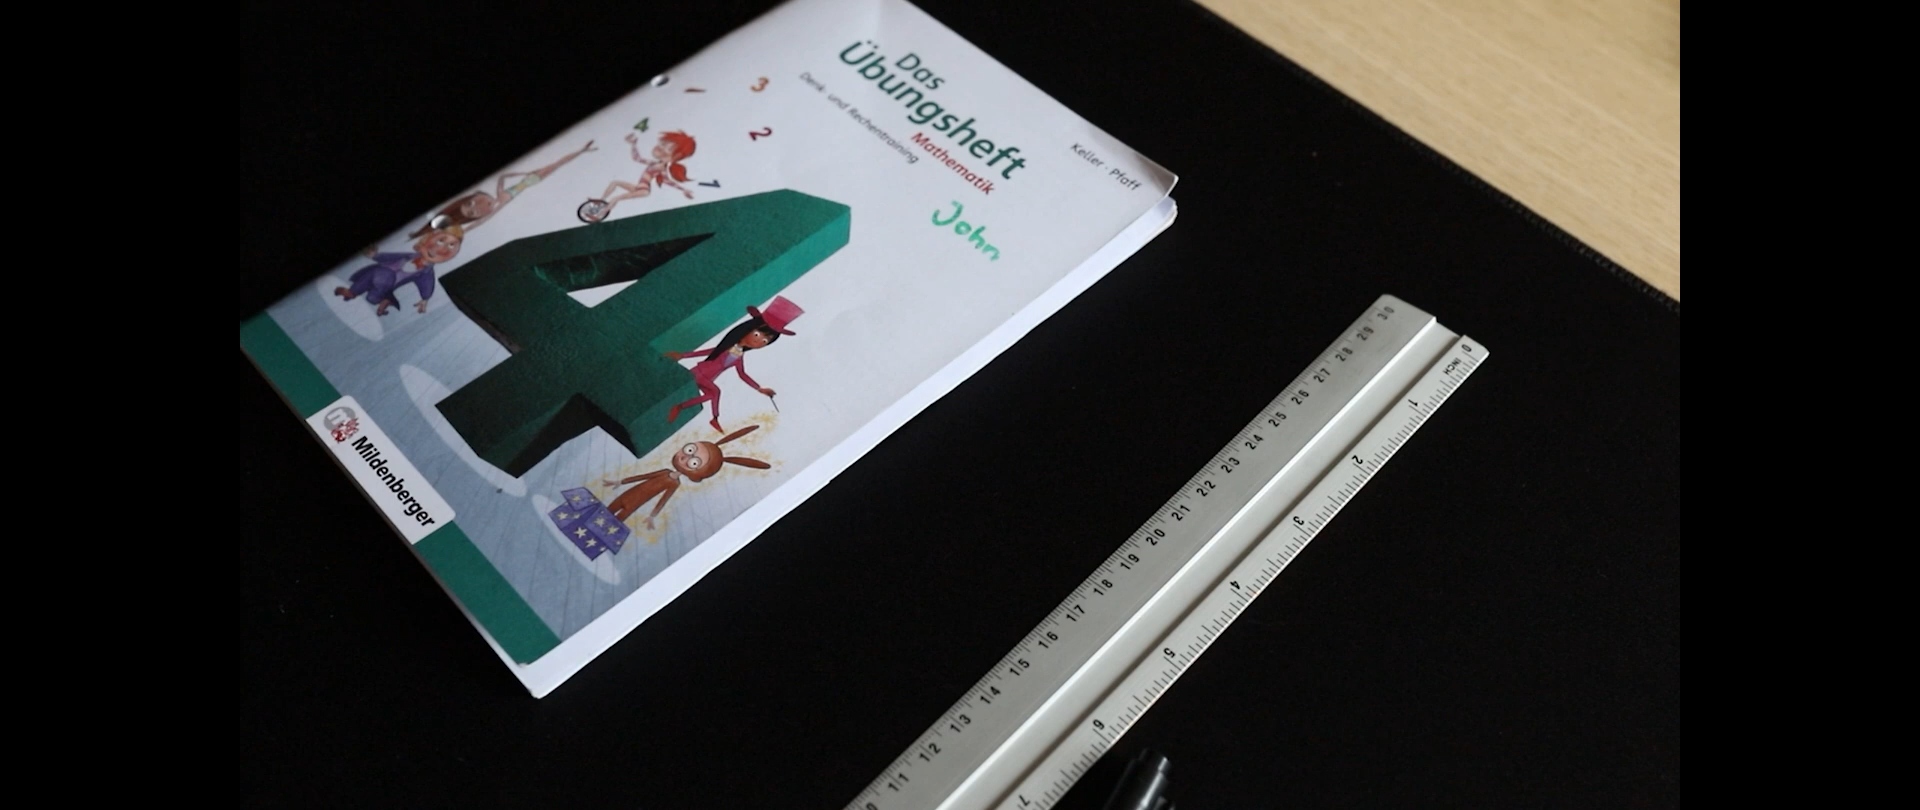 Keller · Pfaff
Das
Übungsheft
Mathematik
Denk- und Rechentraining
John
3
2
1
4
4
Mildenberger
30 29 28 27 26 25 24 23 22 21 20 19 18 17 16 15 14 13 12 11
0 1 2 3 4 5 6 7
INCH